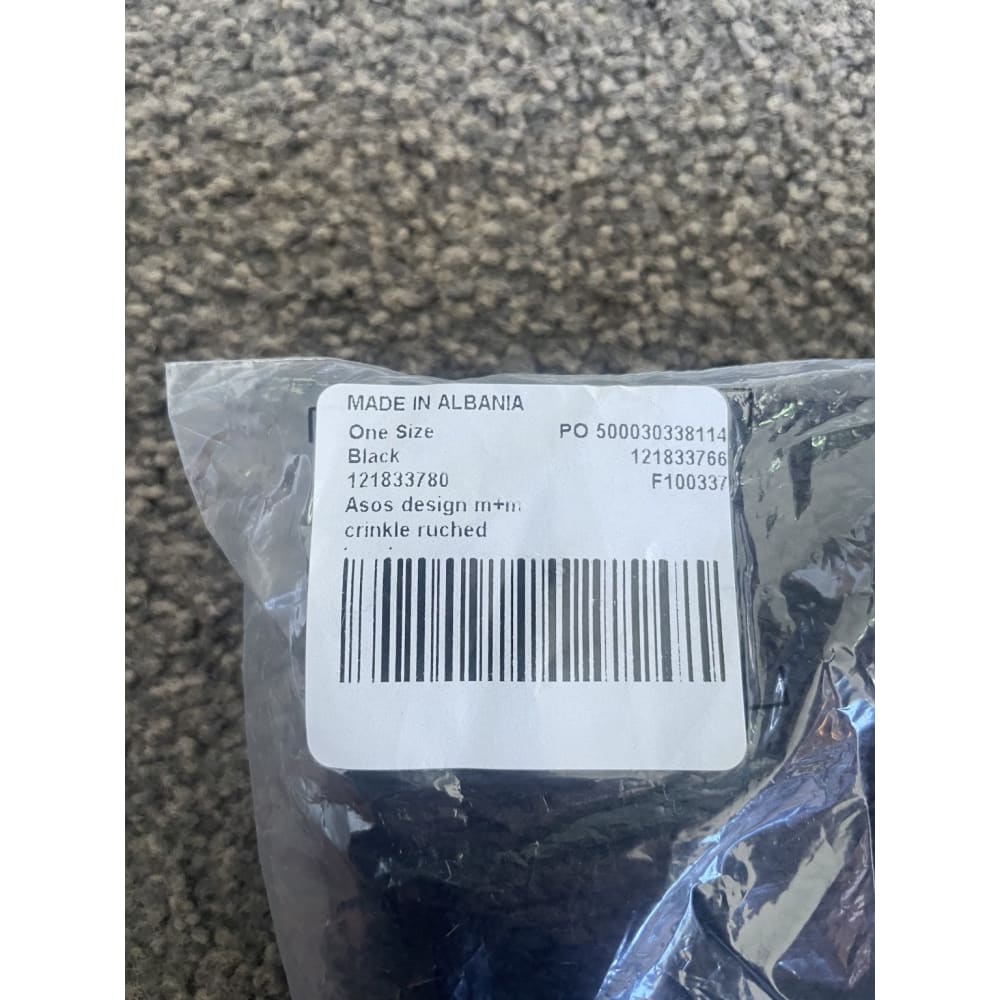 MADE IN ALBANIA
One Size PO 500030338114
Black 121833766
121833780 F100337
Asos design m+m
crinkle ruched